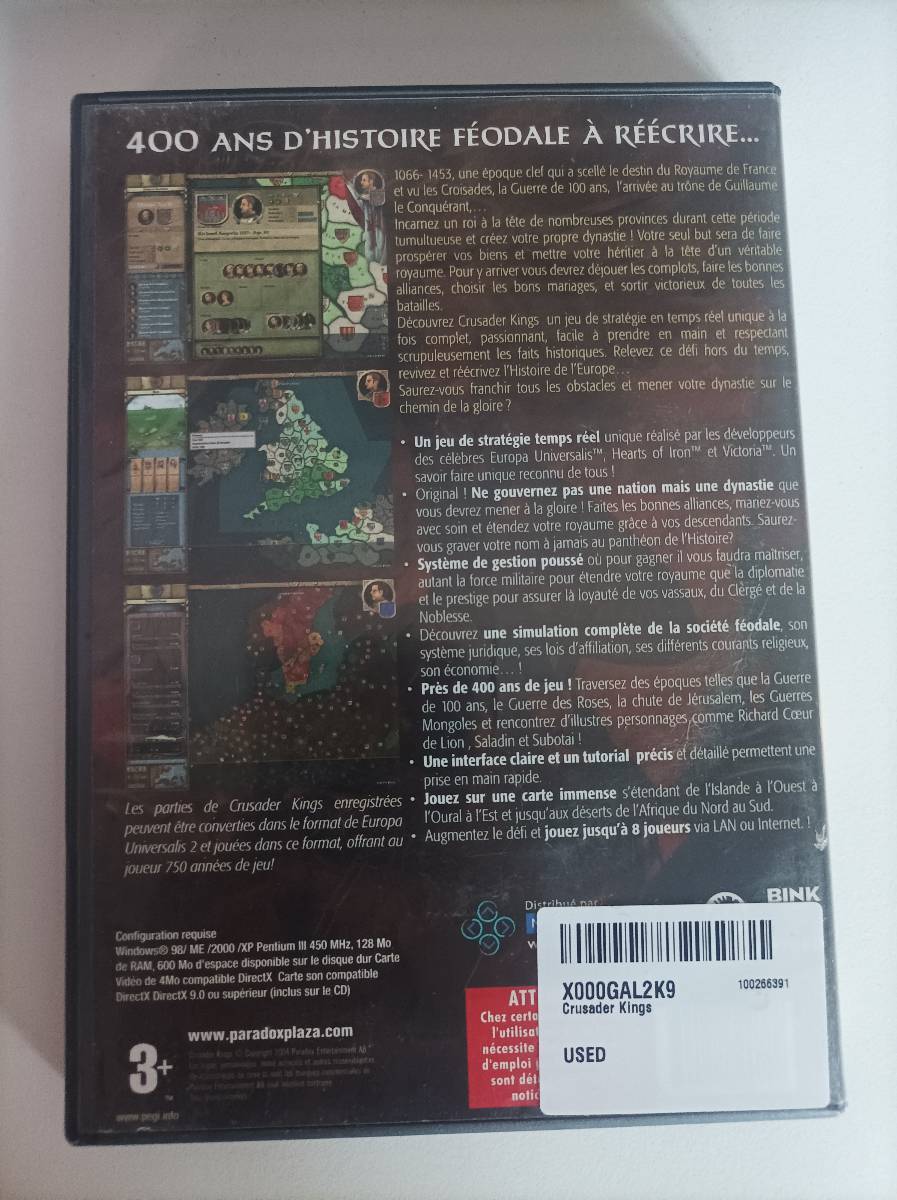 400 ANS D'HISTOIRE FÉODALE À RÉÉCRIRE...
1066- 1453, une époque clef qui a scellé le destin du Royaume de France
et vu les Croisades, la Guerre de 100 ans, l'arrivée au trône de Guillaume
le Conquérant,...
Incarnez un roi à la tête de nombreuses provinces durant cette période
tumultueuse et créez votre propre dynastie ! Votre seul but sera de faire
prospérer vos biens et mettre votre héritier à la tête d'un véritable
royaume. Pour y arriver vous devrez déjouer les complots, faire les bonnes
alliances, choisir les bons mariages, et sortir victorieux de toutes les
batailles.
Découvrez Crusader Kings un jeu de stratégie en temps réel unique à la
fois complet, passionnant, facile à prendre en main et respectant
scrupuleusement les faits historiques. Relevez ce défi hors du temps,
revivez et réécrivez l'Histoire de l'Europe...
Saurez-vous franchir tous les obstacles et mener votre dynastie sur le
chemin de la gloire ?
• Un jeu de stratégie temps réel unique réalisé par les développeurs
des célèbres Europa Universalis™, Hearts of Iron™ et Victoria™. Un
savoir faire unique reconnu de tous !
• Original ! Ne gouvernez pas une nation mais une dynastie que
vous devrez mener à la gloire ! Faites les bonnes alliances, mariez-vous
avec soin et étendez votre royaume grâce à vos descendants. Saurez-
vous graver votre nom à jamais au panthéon de l'Histoire?
• Système de gestion poussé où pour gagner il vous faudra maîtriser,
autant la force militaire pour étendre votre royaume que la diplomatie
et le prestige pour assurer là loyauté de vos vassaux, du Clèrgé et de la
Noblesse.
• Découvrez une simulation complète de la société féodale, son
système juridique, ses lois d'affiliation, ses différents courants religieux,
son économie... !
• Près de 400 ans de jeu ! Traversez des époques telles que la Guerre
de 100 ans, le Guerre des Roses, la chute de Jérusalem, les Guerres
Mongoles et rencontrez d'illustres personnages comme Richard Cœur
de Lion , Saladin et Subotai !
• Une interface claire et un tutorial précis et détaillé permettent une
prise en main rapide.
• Jouez sur une carte immense s'étendant de l'Islande à l'Ouest à
l'Oural à l'Est et jusqu'aux déserts de l'Afrique du Nord au Sud.
• Augmentez le défi et jouez jusqu'à 8 joueurs via LAN ou Internet. !
Les parties de Crusader Kings enregistrées
peuvent être converties dans le format de Europa
Universalis 2 et jouées dans ce format, offrant au
joueur 750 années de jeu!
Configuration requise
Windows® 98/ ME /2000 /XP Pentium III 450 MHz, 128 Mo
de RAM, 600 Mo d'espace disponible sur le disque dur Carte
Vidéo de 4Mo compatible DirectX Carte son compatible
DirectX DirectX 9.0 ou supérieur (inclus sur le CD)
www.paradoxplaza.com
Crusader Kings © Copyright 2004 Paradox Entertainment AB
3+
www.pegi.info
Distribué par
BINK
ATT
Chez certa
l'utilisat
nécessite
d'emploi
sont dét
notic
X000GAL2K9
100266391
Crusader Kings
USED